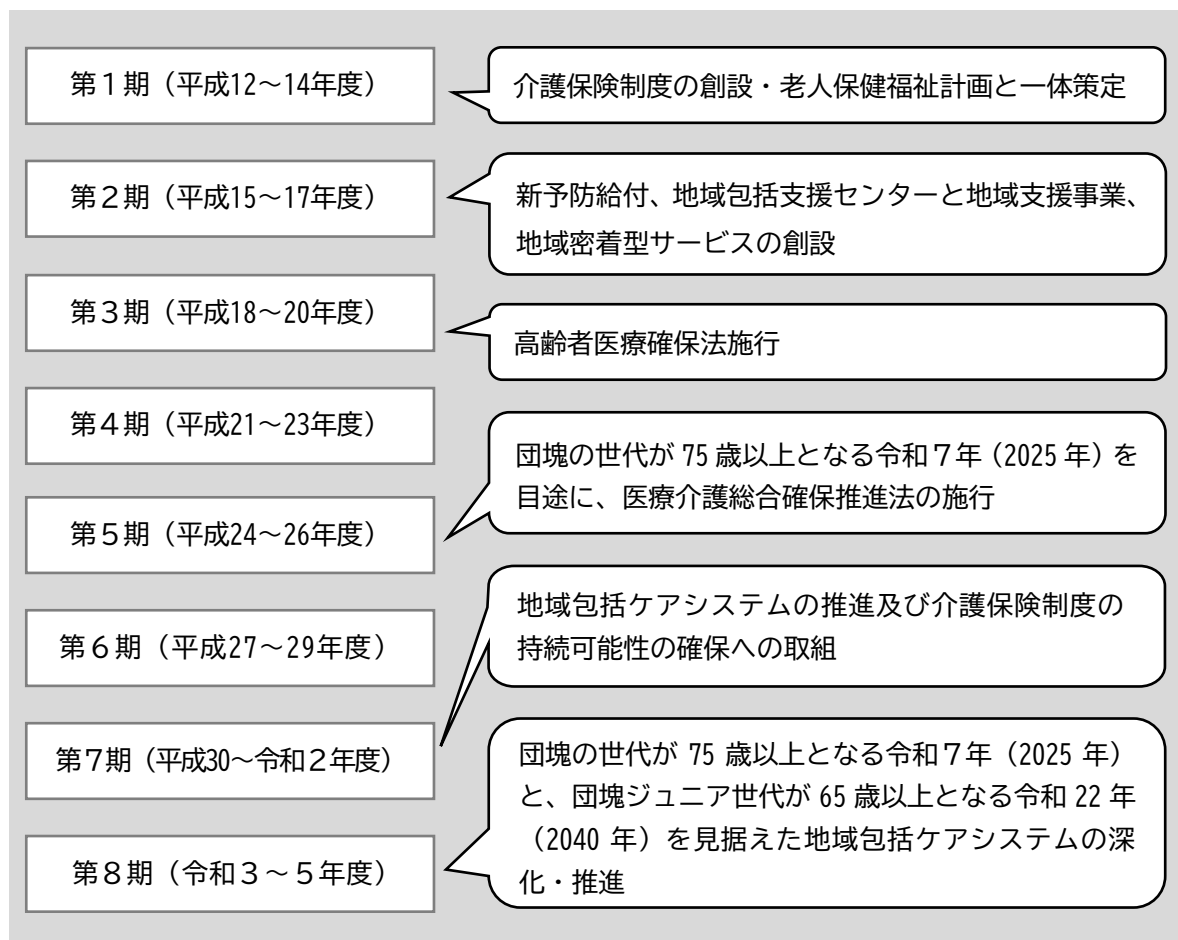 第1期（平成12～14年度）
介護保険制度の創設・老人保健福祉計画と一体策定
第2期（平成15～17年度）
新予防給付、地域包括支援センターと地域支援事業、
地域密着型サービスの創設
第3期（平成18～20年度）
高齢者医療確保法施行
第4期（平成21～23年度）
団塊の世代が 75 歳以上となる令和７年（2025 年）を
目途に、医療介護総合確保推進法の施行
第5期（平成24～26年度）
地域包括ケアシステムの推進及び介護保険制度の
持続可能性の確保への取組
第６期（平成27～29年度）
第７期（平成30～令和２年度）
団塊の世代が 75 歳以上となる令和７年（2025 年）
と、団塊ジュニア世代が 65 歳以上となる令和 22 年
（2040 年）を見据えた地域包括ケアシステムの深
化・推進
第８期（令和３～５年度）